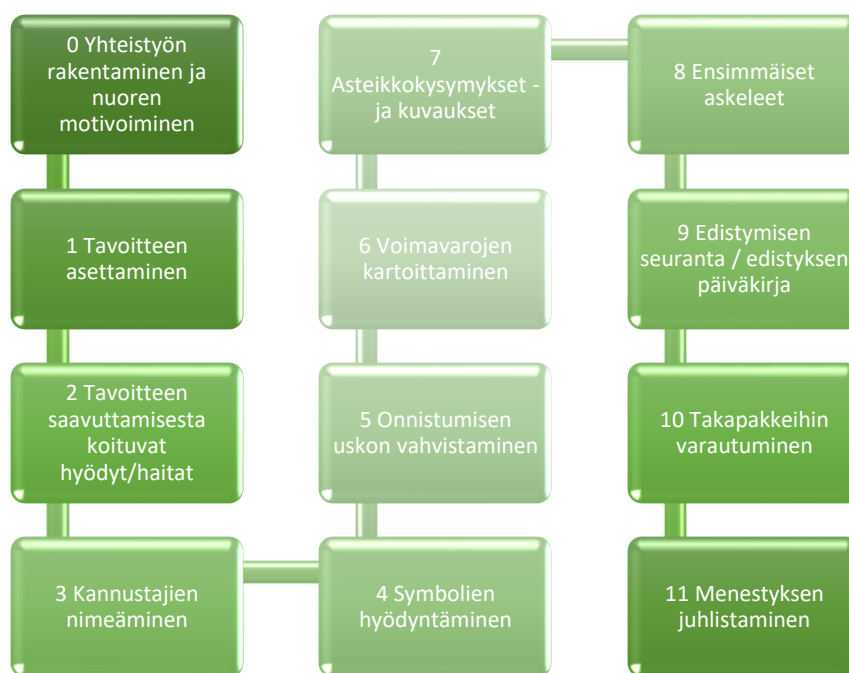 0 Yhteistyön
rakentaminen ja
nuoren
motivoiminen
1 Tavoitteen
asettaminen
2 Tavoitteen
saavuttamisesta
koituvat
hyödyt/haitat
3 Kannustajien
nimeäminen
4 Symbolien
hyödyntäminen
5 Onnistumisen
uskon vahvistaminen
6 Voimavarojen
kartoittaminen
7
Asteikkokysymykset -
ja kuvaukset
8 Ensimmäiset
askeleet
9 Edistymisen
seuranta / edistyksen
päiväkirja
10 Takapakkeihin
varautuminen
11 Menestyksen
juhlistaminen